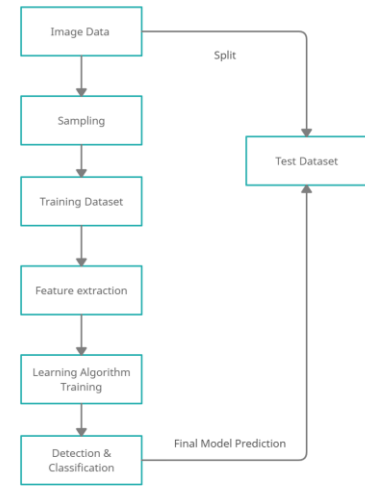 Image Data
Split
Sampling
Test Dataset
Training Dataset
Feature extraction
Learning Algorithm
Training
Final Model Prediction
Detection &
Classification